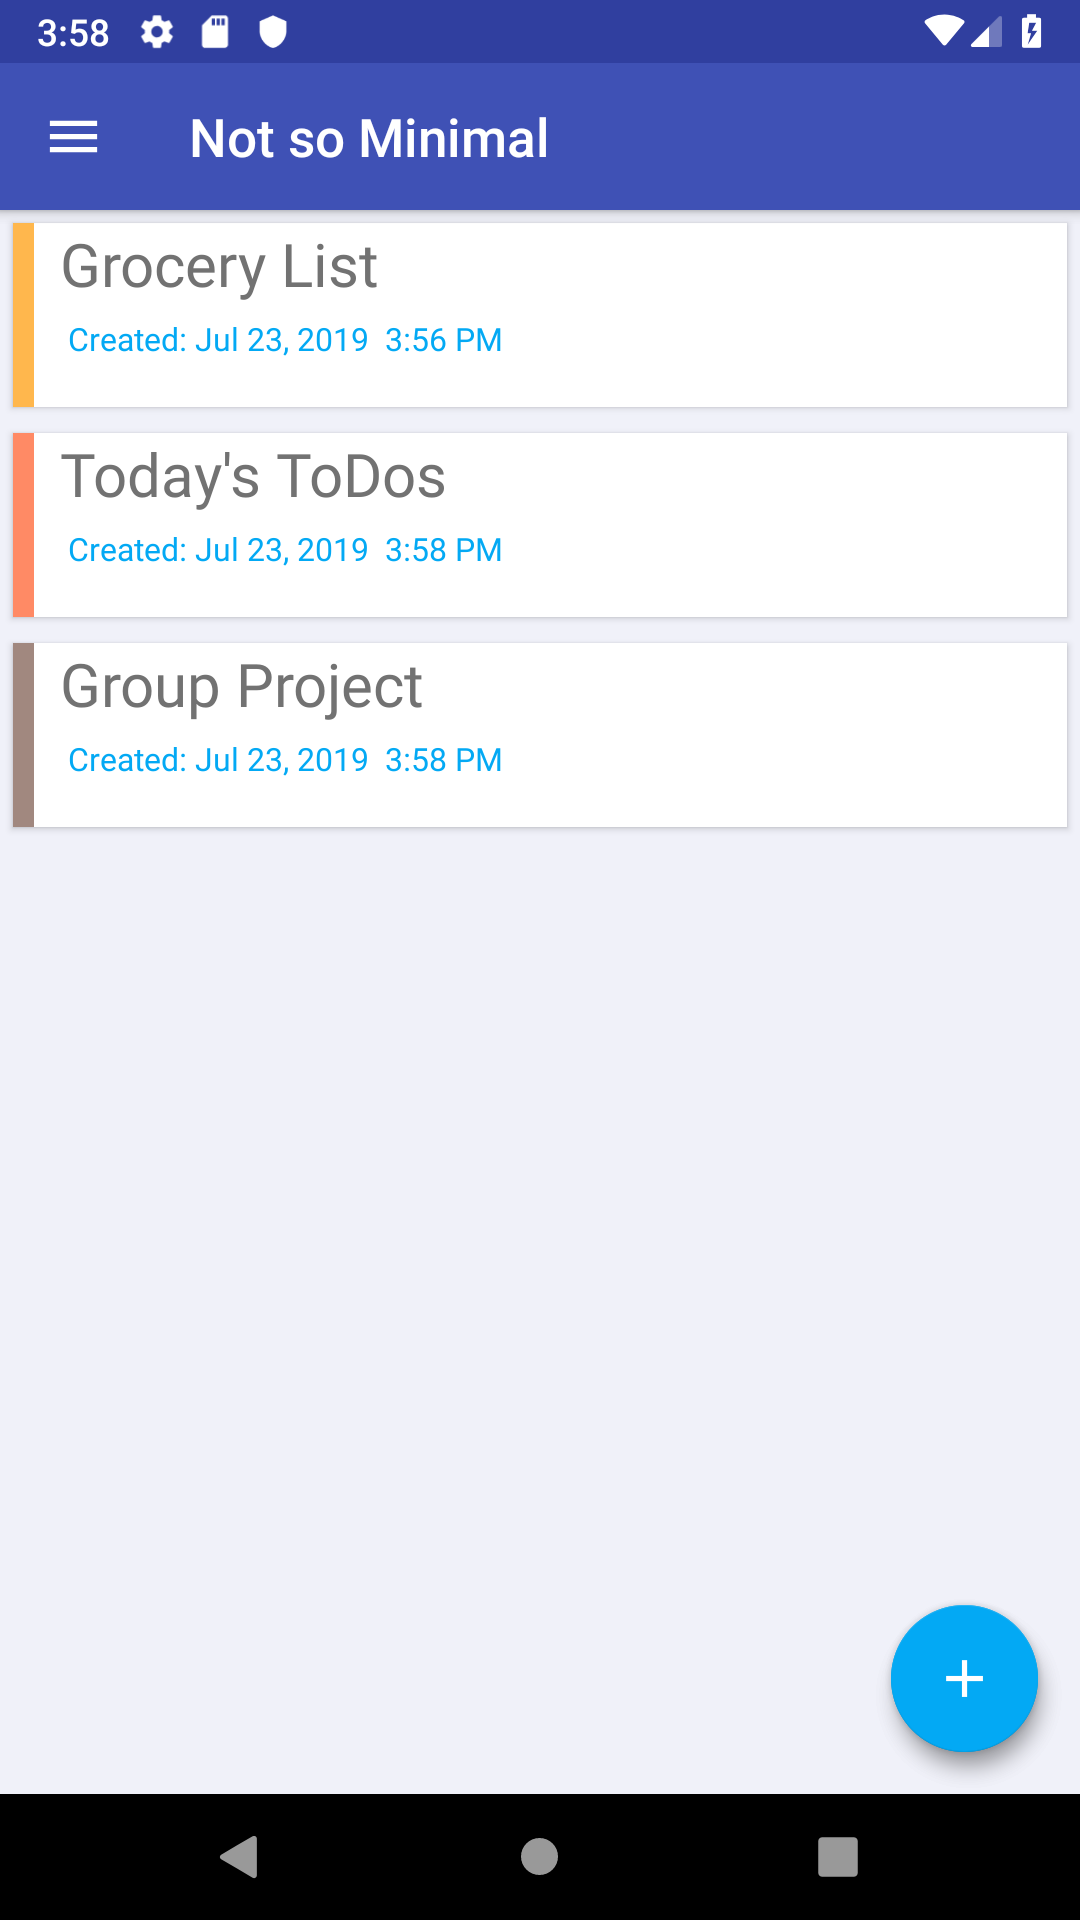 3:58
Not so Minimal
Grocery List
Created: Jul 23, 2019  3:56 PM
Today's ToDos
Created: Jul 23, 2019  3:58 PM
Group Project
Created: Jul 23, 2019  3:58 PM